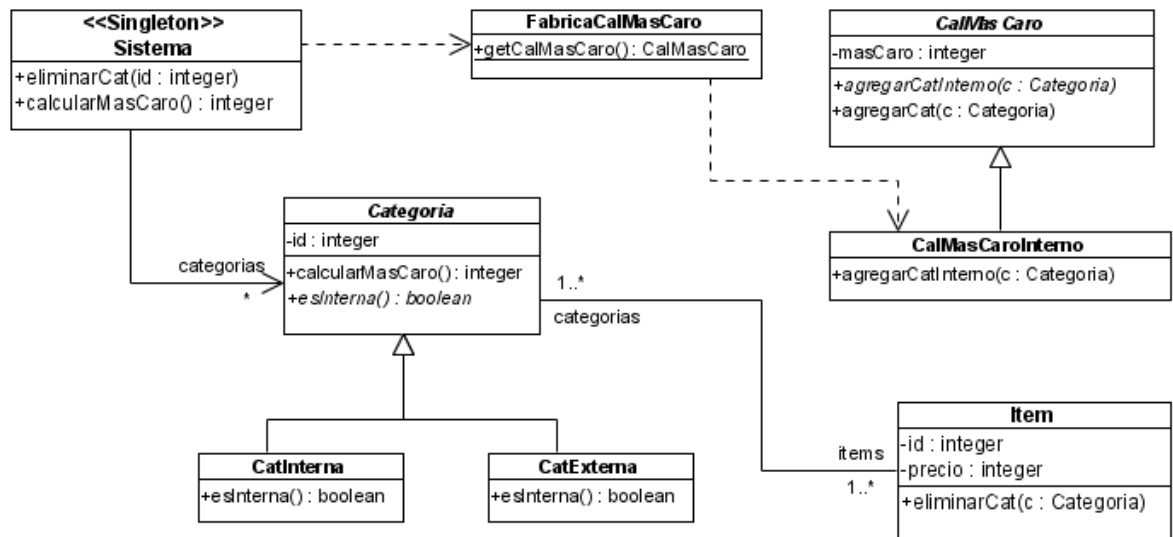 <<Singleton>>
Sistema
+eliminarCat(id : integer)
+calcularMasCaro() : integer
FabricaCalMasCaro
+getCalMasCaro() : CalMasCaro
CalMas Caro
-masCaro : integer
+agregarCatInterno(c : Categoria)
+agregarCat(c : Categoria)
Categoria
-id : integer
+calcularMasCaro() : integer
+esInterna() : boolean
categorias
*
1..*
categorias
CalMasCaroInterno
+agregarCatInterno(c : Categoria)
CatInterna
+esInterna() : boolean
CatExterna
+esInterna() : boolean
items
1..*
Item
-id : integer
-precio : integer
+eliminarCat(c : Categoria)